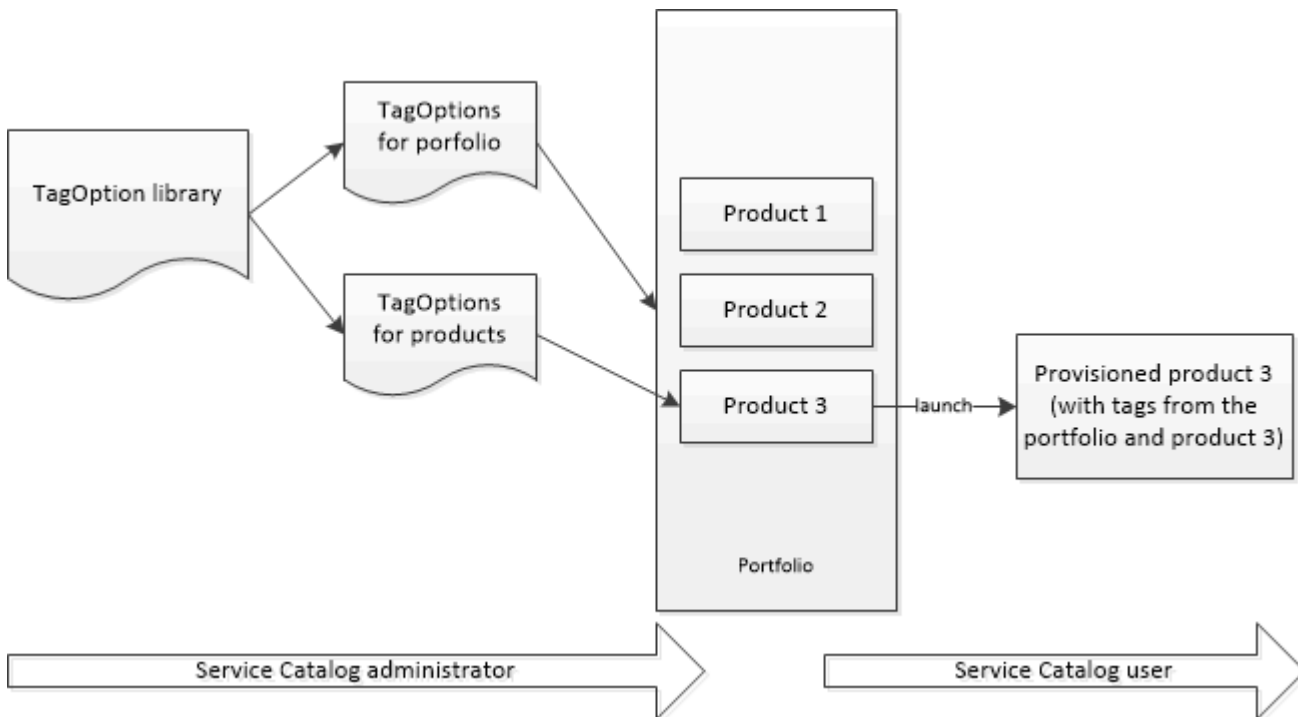 TagOption library
TagOptions
for porfolio
TagOptions
for products
Product 1
Product 2
Product 3
Portfolio
launch
Provisioned product 3
(with tags from the
portfolio and product 3)
Service Catalog administrator
Service Catalog user